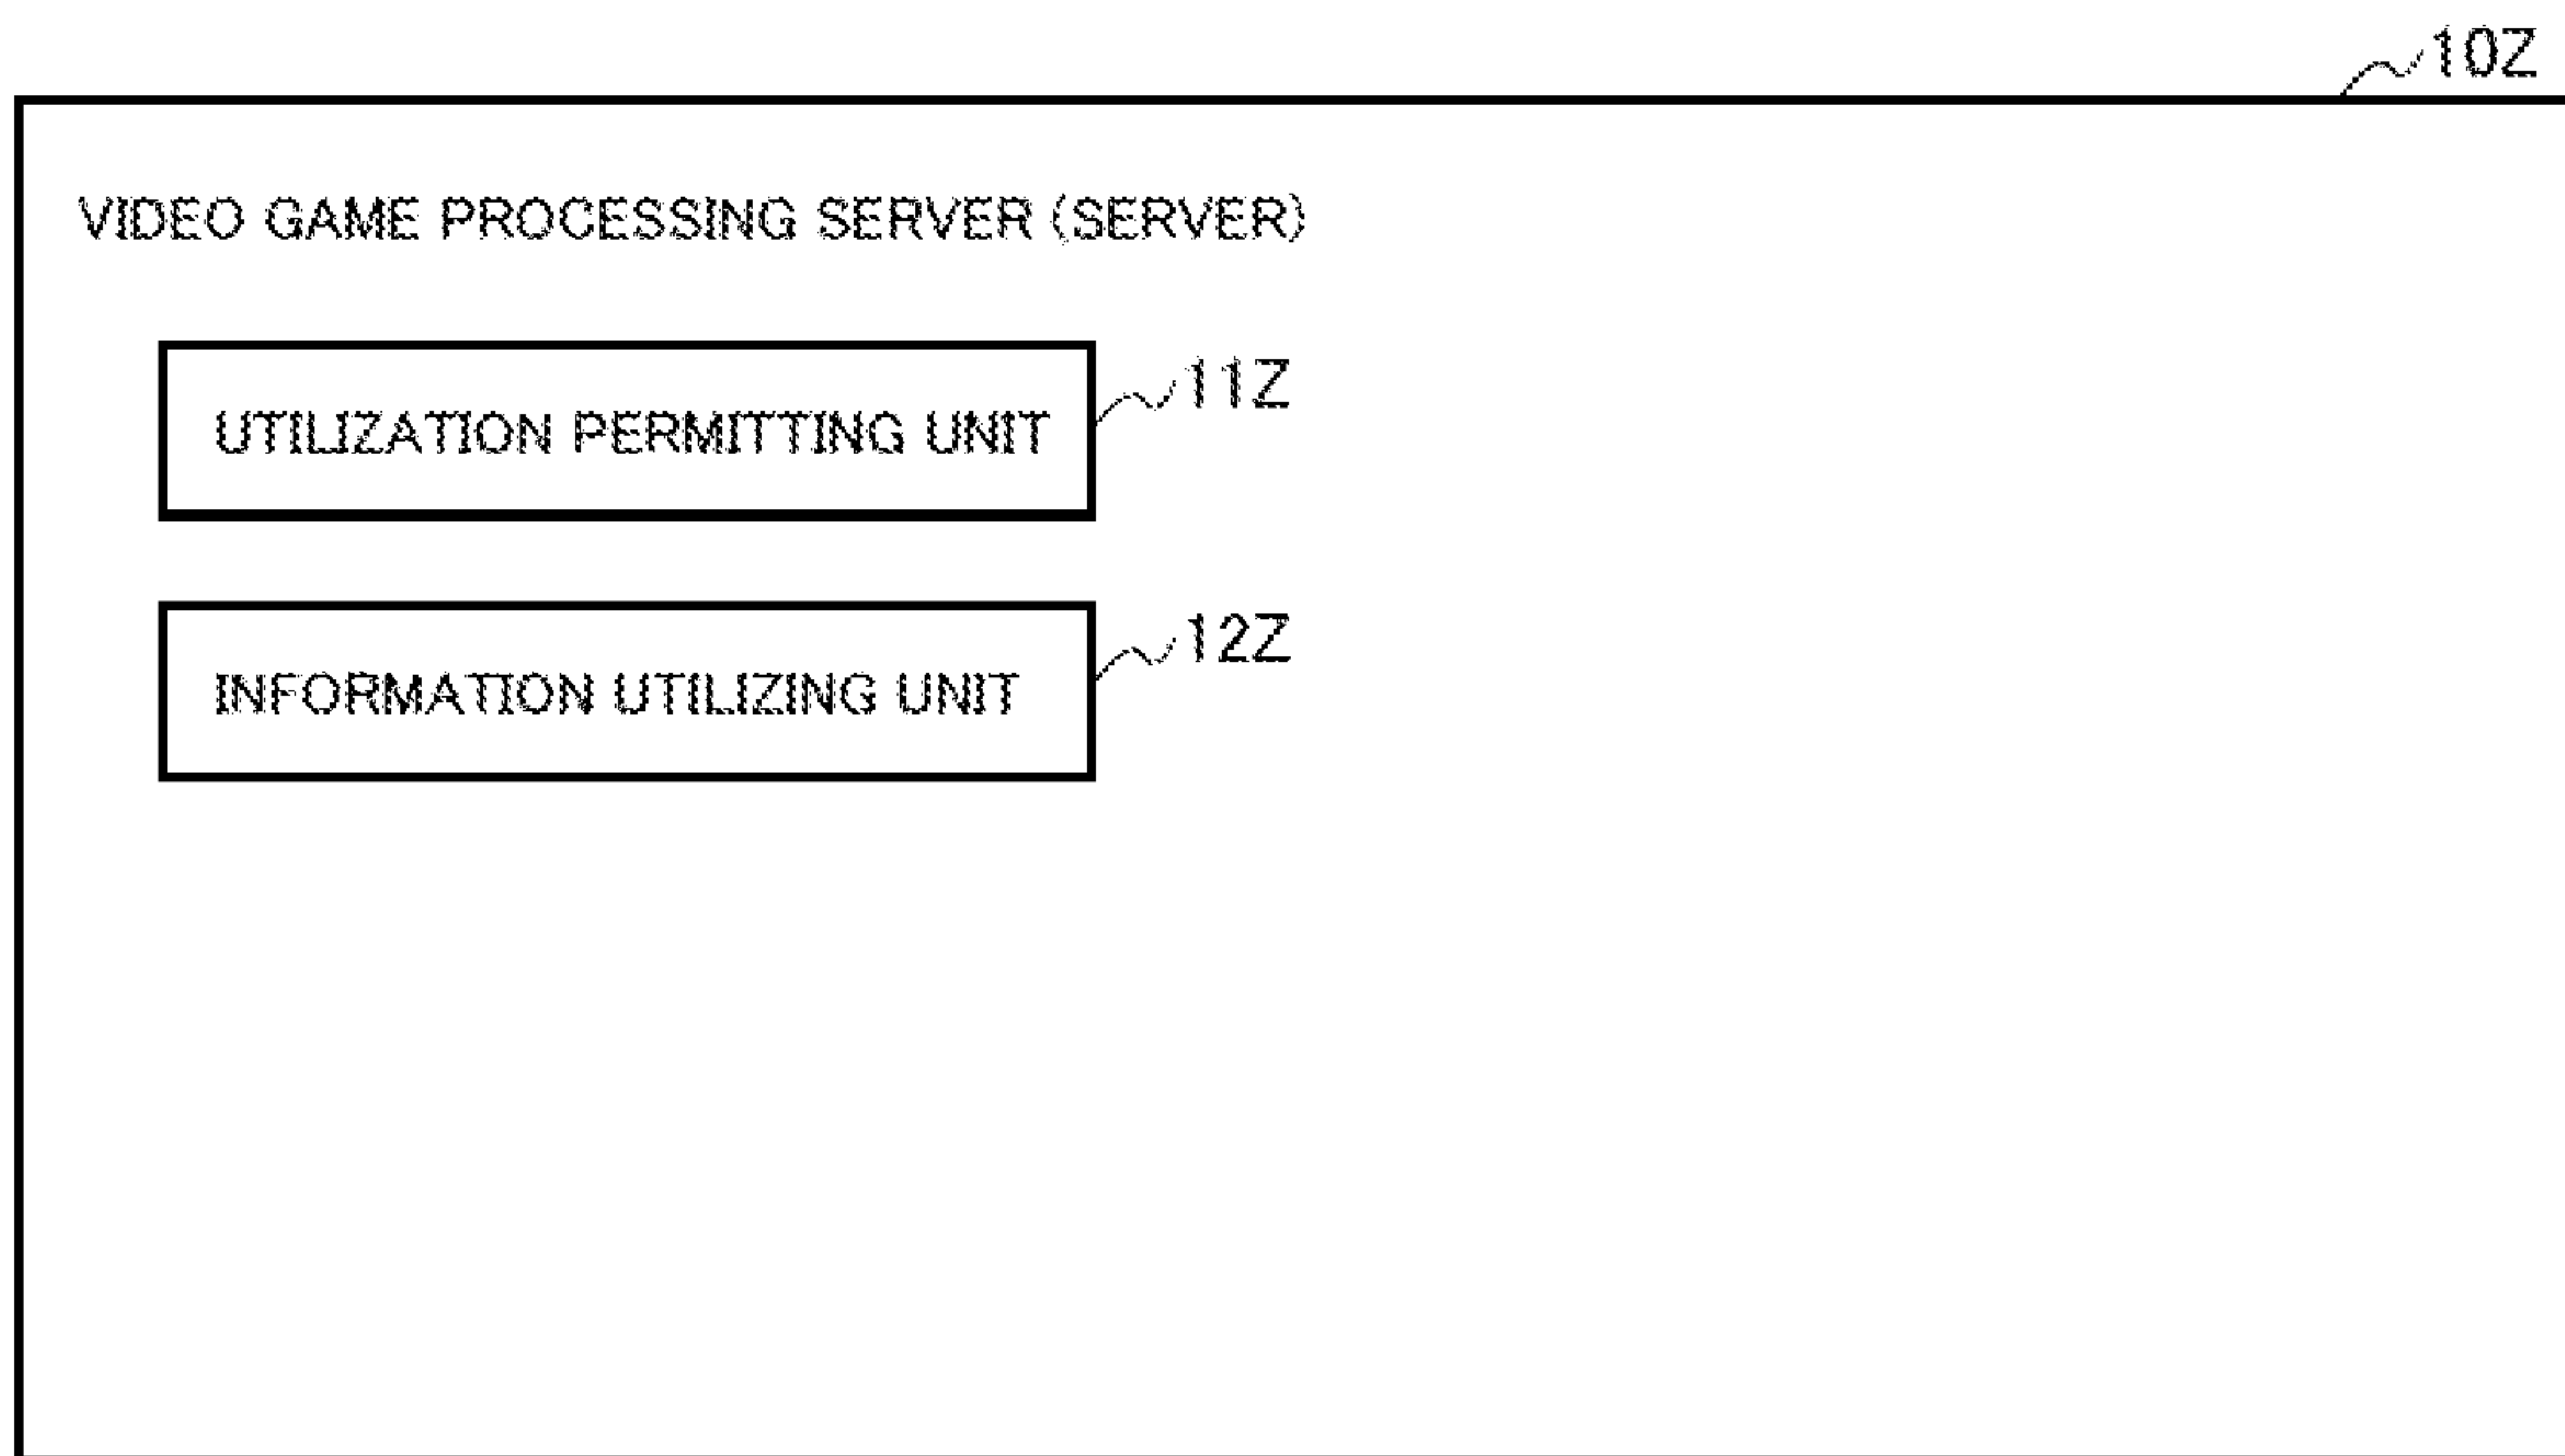 10Z
VIDEO GAME PROCESSING SERVER (SERVER)
11Z
UTILIZATION PERMITTING UNIT
12Z
INFORMATION UTILIZING UNIT